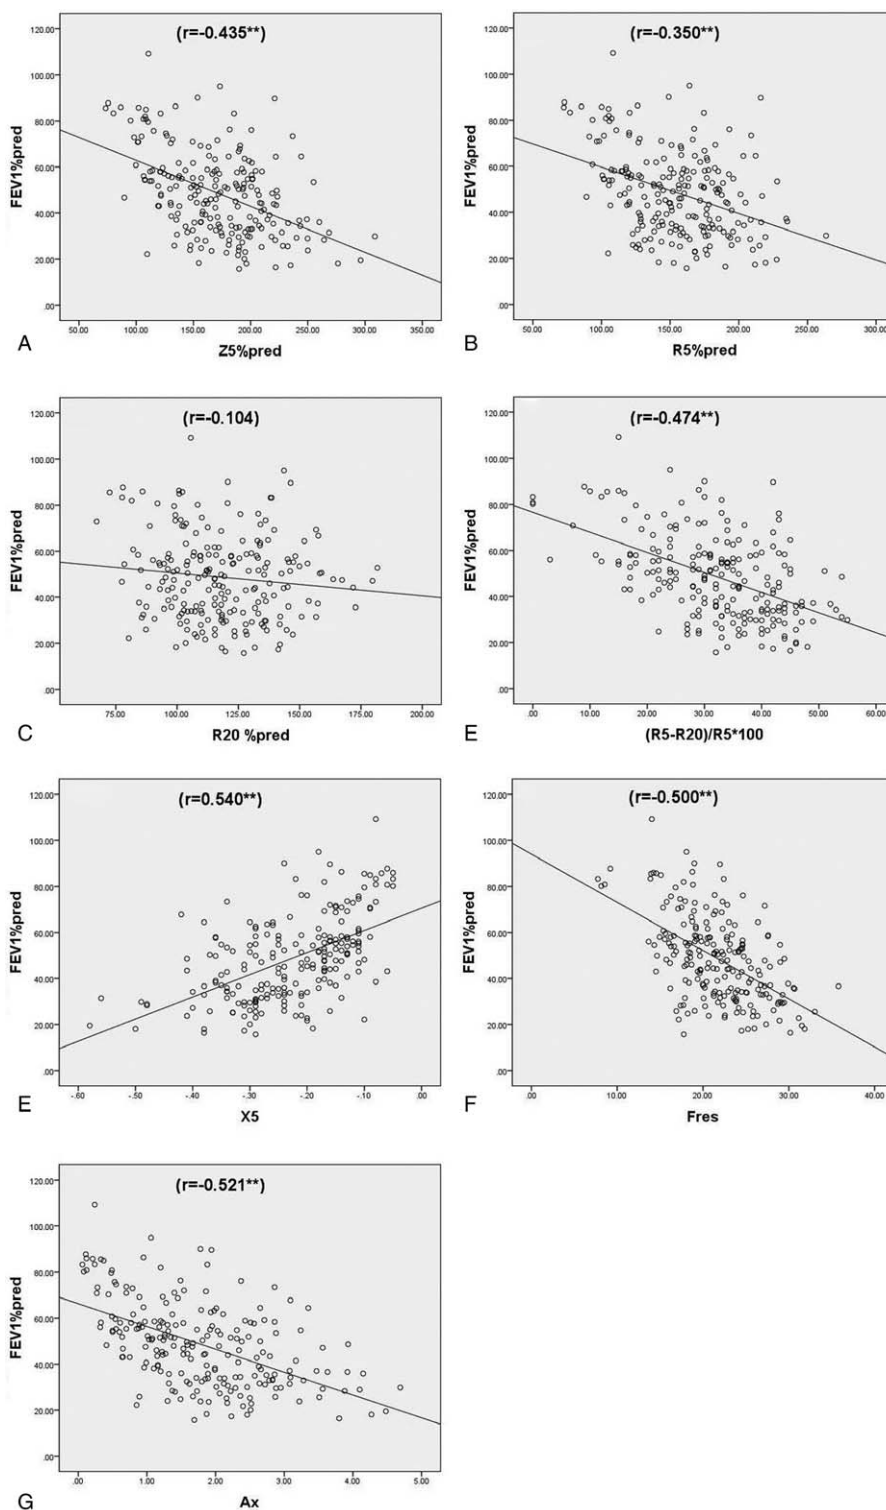 (r=-0.435**)
120.00
100.00
80.00
60.00
40.00
20.00
.00
FEV1%pred
50.00 100.00 150.00 200.00 250.00 300.00 350.00
Z5%pred
A
(r=-0.350**)
120.00
100.00
80.00
60.00
40.00
20.00
.00
FEV1%pred
50.00 100.00 150.00 200.00 250.00 300.00
R5%pred
B
(r=-0.104)
120.00
100.00
80.00
60.00
40.00
20.00
.00
FEV1%pred
75.00 100.00 125.00 150.00 175.00 200.00
R20 %pred
C
(r=-0.474**)
120.00
100.00
80.00
60.00
40.00
20.00
.00
FEV1%pred
.00 10.00 20.00 30.00 40.00 50.00 60.00
(R5-R20)/R5*100
E
(r=0.540**)
120.00
100.00
80.00
60.00
40.00
20.00
.00
FEV1%pred
-.60 -.50 -.40 -.30 -.20 -.10 .00
X5
E
(r=-0.500**)
120.00
100.00
80.00
60.00
40.00
20.00
.00
FEV1%pred
.00 10.00 20.00 30.00 40.00
Fres
F
(r=-0.521**)
120.00
100.00
80.00
60.00
40.00
20.00
.00
FEV1%pred
.00 1.00 2.00 3.00 4.00 5.00
Ax
G